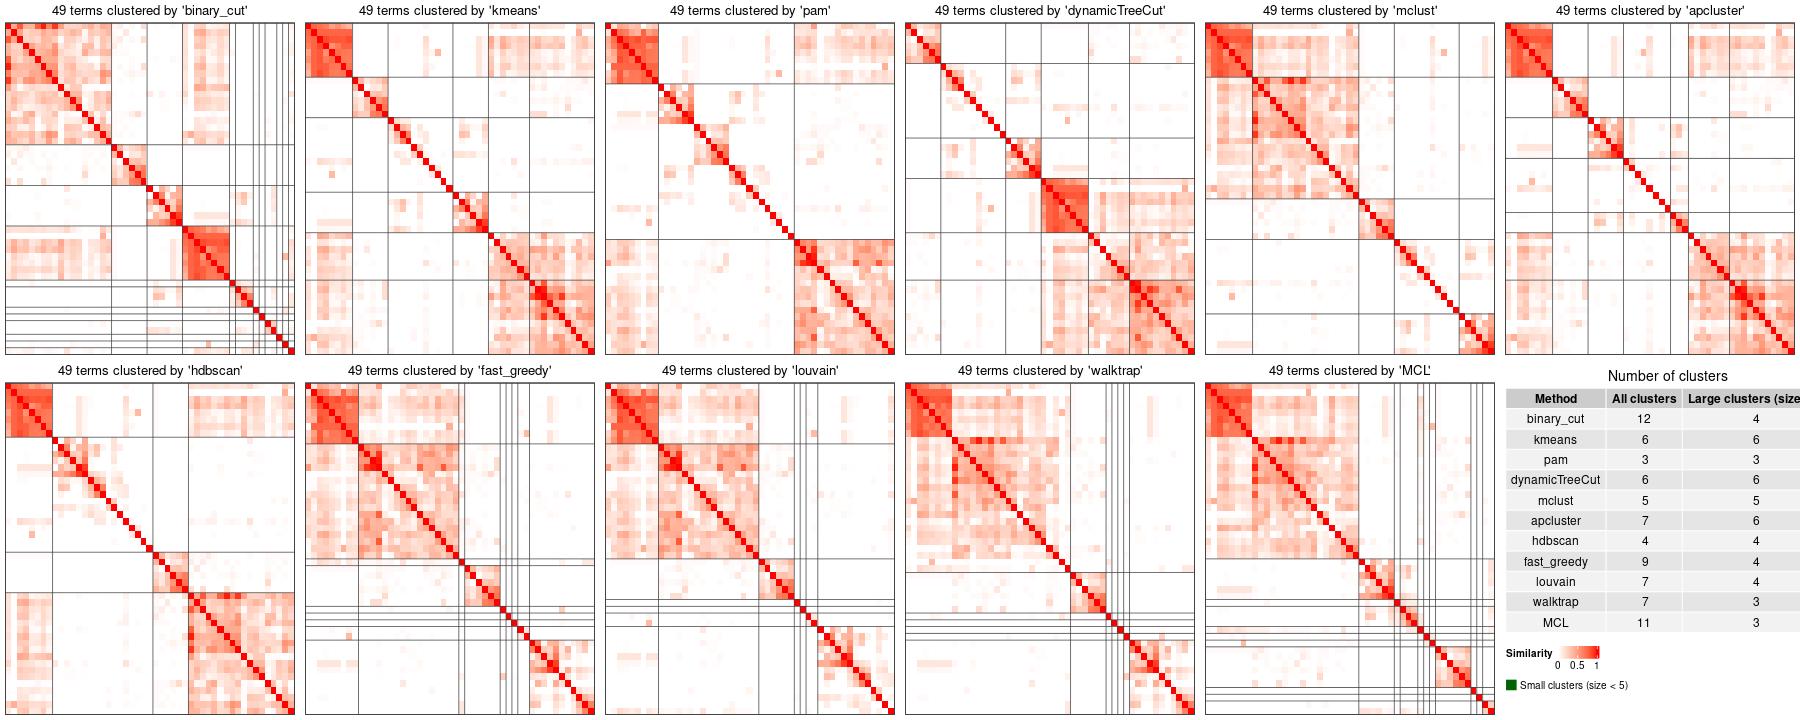 49 terms clustered by 'binary_cut'
49 terms clustered by 'kmeans'
49 terms clustered by 'pam'
49 terms clustered by 'dynamicTreeCut'
49 terms clustered by 'mclust'
49 terms clustered by 'apcluster'
49 terms clustered by 'hdbscan'
49 terms clustered by 'fast_greedy'
49 terms clustered by 'louvain'
49 terms clustered by 'walktrap'
49 terms clustered by 'MCL'
Number of clusters
Method All clusters Large clusters (size
binary_cut 12 4
kmeans 6 6
pam 3 3
dynamicTreeCut 6 6
mclust 5 5
apcluster 7 6
hdbscan 4 4
fast_greedy 9 4
louvain 7 4
walktrap 7 3
MCL 11 3
Similarity
0 0.5 1
Small clusters (size < 5)